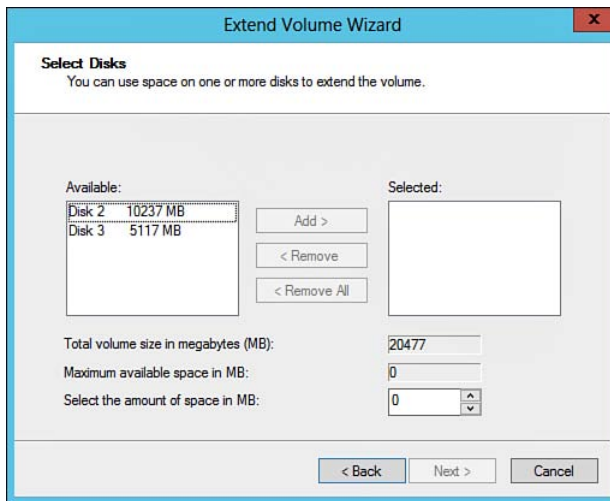 Extend Volume Wizard
x
Select Disks
You can use space on one or more disks to extend the volume.
Available:
Selected:
Disk 2 10237 MB
Disk 3 5117 MB
Add >
< Remove
< Remove All
Total volume size in megabytes (MB):
20477
Maximum available space in MB:
0
Select the amount of space in MB:
0
< Back
Next >
Cancel